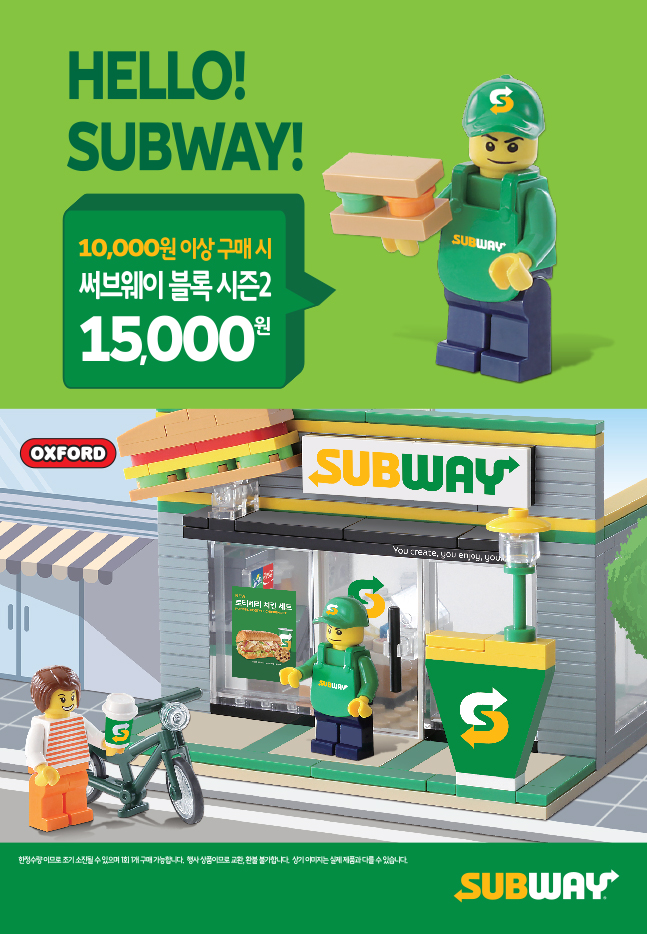 HELLO!
SUBWAY!
10,000원 이상 구매 시
써브웨이 블록 시즌2
15,000원
OXFORD
SUBWAY
SUBWAY
You create, you enjoy, your
로티세리 치킨 샌드
SUBWAY
한정수량 이므로 조기 소진될 수 있으며 1회 1개 구매 가능합니다. 행사 상품이므로 교환, 환불 불가합니다. 상기 이미지는 실제 제품과 다를 수 있습니다.
SUBWAY